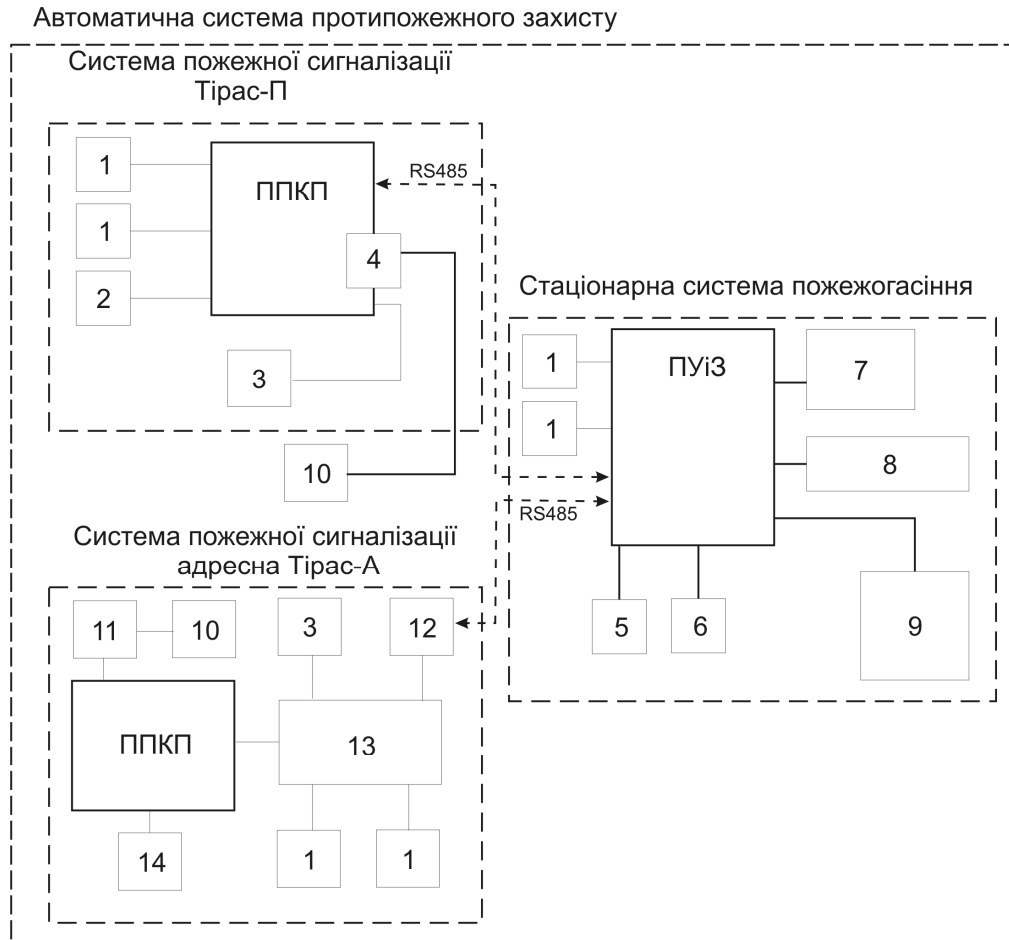 Автоматична система протипожежного захисту
Система пожежної сигналізації
Тірас-П
1
ППКП
RS485
1
4
2
3
10
Стаціонарна система пожежогасіння
1
ПУіЗ
7
1
8
RS485
5
6
9
Система пожежної сигналізації
адресна Тірас-А
11
10
3
12
ППКП
13
14
1
1